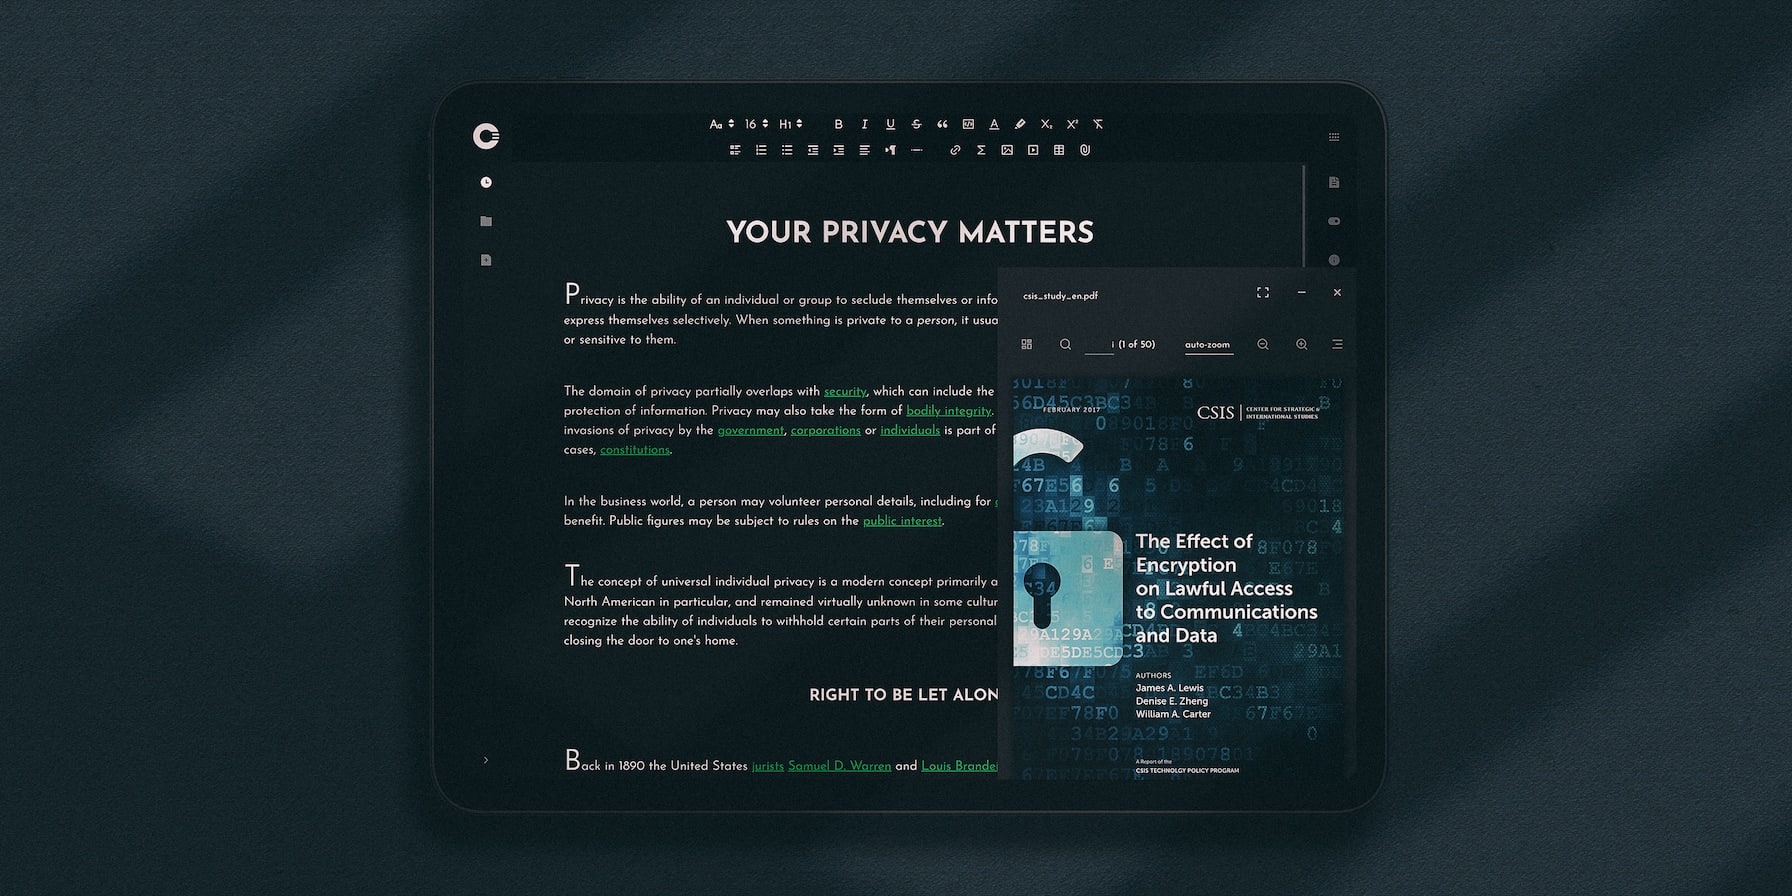 Aa 16 H1 B I U S
YOUR PRIVACY MATTERS
Privacy is the ability of an individual or group to seclude themselves or info
express themselves selectively. When something is private to a person, it usua
or sensitive to them.
The domain of privacy partially overlaps with security, which can include the
protection of information. Privacy may also take the form of bodily integrity.
invasions of privacy by the government, corporations or individuals is part of
cases, constitutions.
In the business world, a person may volunteer personal details, including for
benefit. Public figures may be subject to rules on the public interest.
The concept of universal individual privacy is a modern concept primarily a
North American in particular, and remained virtually unknown in some cultur
recognize the ability of individuals to withhold certain parts of their personal
closing the door to one's home.
RIGHT TO BE LET ALON
Back in 1890 the United States jurists Samuel D. Warren and Louis Brandei
csis_study_en.pdf
i (1 of 50) auto-zoom
FEBRUARY 2017
CSIS | CENTER FOR STRATEGIC &
INTERNATIONAL STUDIES
The Effect of
Encryption
on Lawful Access
to Communications
and Data
AUTHORS
James A. Lewis
Denise E. Zheng
William A. Carter
A Report of the
CSIS TECHNOLGY POLICY PROGRAM